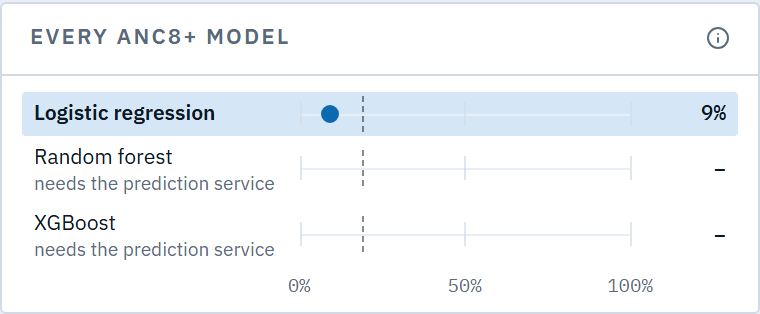 EVERY ANC8+ MODEL
Logistic regression 9%
Random forest –
needs the prediction service
XGBoost –
needs the prediction service
0% 50% 100%